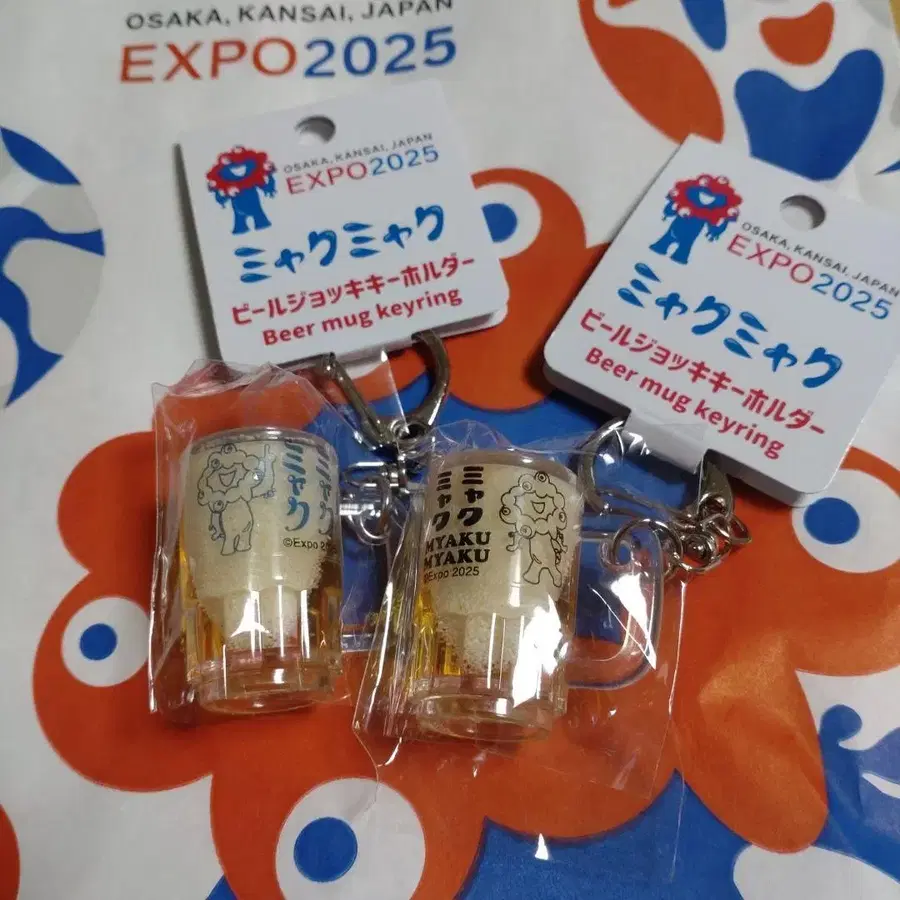 OSAKA, KANSAI, JAPAN
EXPO2025
OSAKA, KANSAI, JAPAN
EXPO2025
ミャクミャク
ビールジョッキキーホルダー
Beer mug keyring
OSAKA, KANSAI, JAPAN
EXPO2025
ミャクミャク
ビールジョッキキーホルダー
Beer mug keyring
ミャク
ミャク
©Expo 2
ミャク
ミャク
MYAKU
MYAKU
©Expo 2025